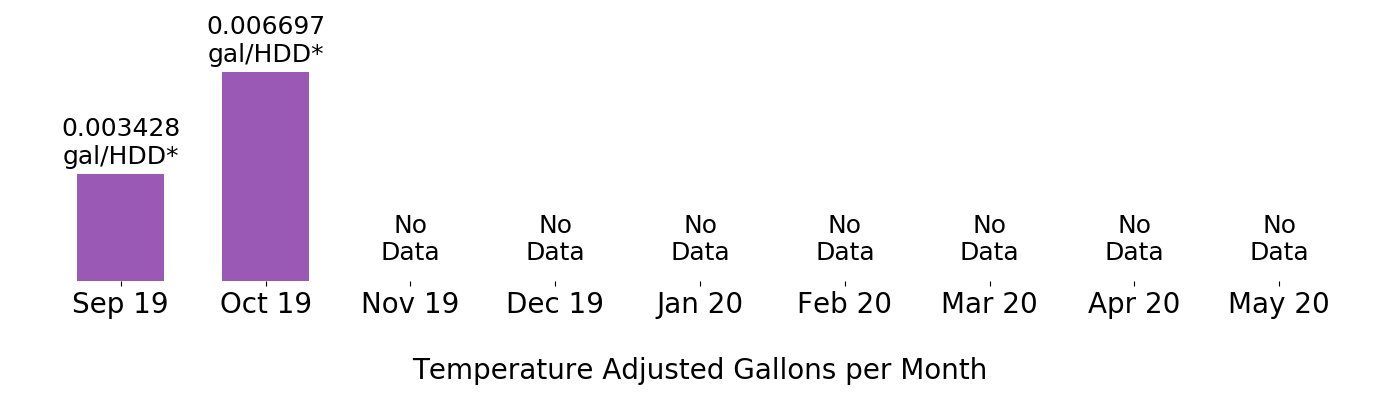 0.003428
gal/HDD*
0.006697
gal/HDD*
No
Data
No
Data
No
Data
No
Data
No
Data
No
Data
No
Data
Sep 19
Oct 19
Nov 19
Dec 19
Jan 20
Feb 20
Mar 20
Apr 20
May 20
Temperature Adjusted Gallons per Month